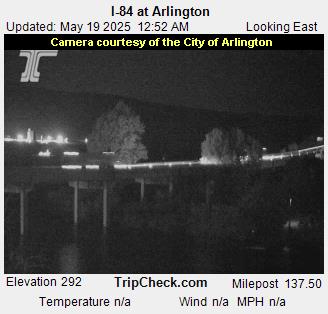 I-84 at Arlington
Updated: May 19 2025 12:52 AM Looking East
Camera courtesy of the City of Arlington
Elevation 292 TripCheck.com Milepost 137.50
Temperature n/a Wind n/a MPH n/a